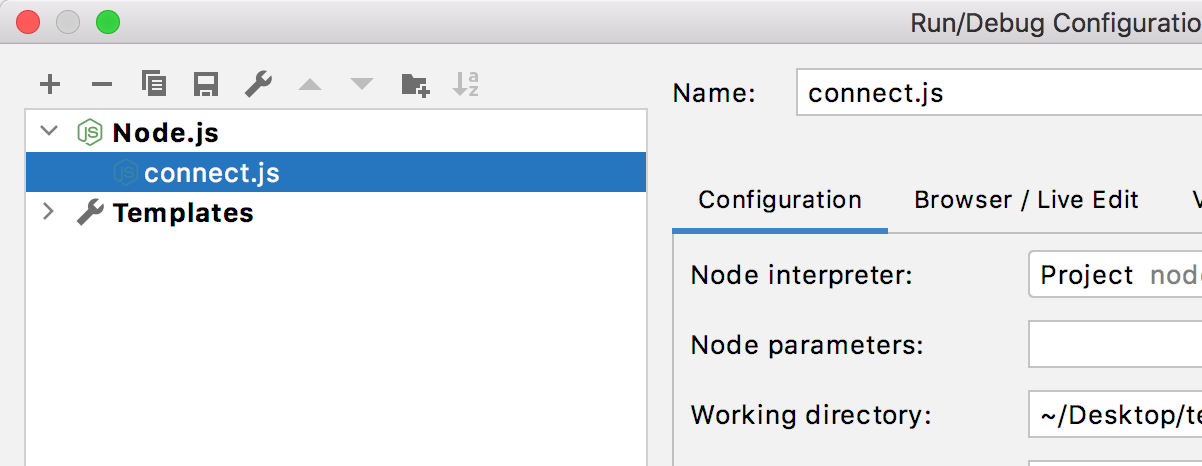 Run/Debug Configuratio
Name:
connect.js
Node.js
connect.js
Templates
Configuration
Browser / Live Edit
Node interpreter:
Project
Node parameters:
Working directory:
~/Desktop/te